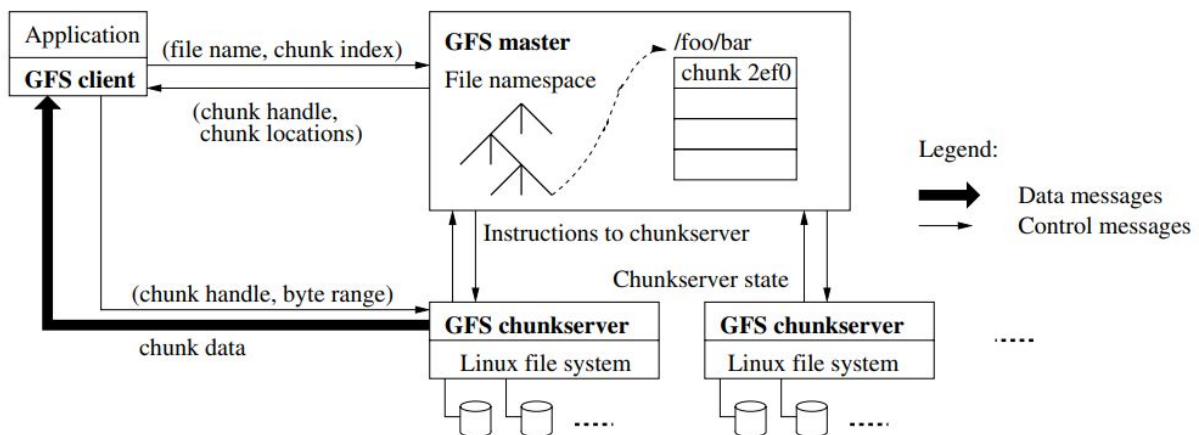 Application
GFS client
(file name, chunk index)
(chunk handle,
chunk locations)
GFS master
File namespace
/foo/bar
chunk 2ef0
Legend:
Data messages
Control messages
Instructions to chunkserver
Chunkserver state
(chunk handle, byte range)
chunk data
GFS chunkserver
Linux file system
GFS chunkserver
Linux file system